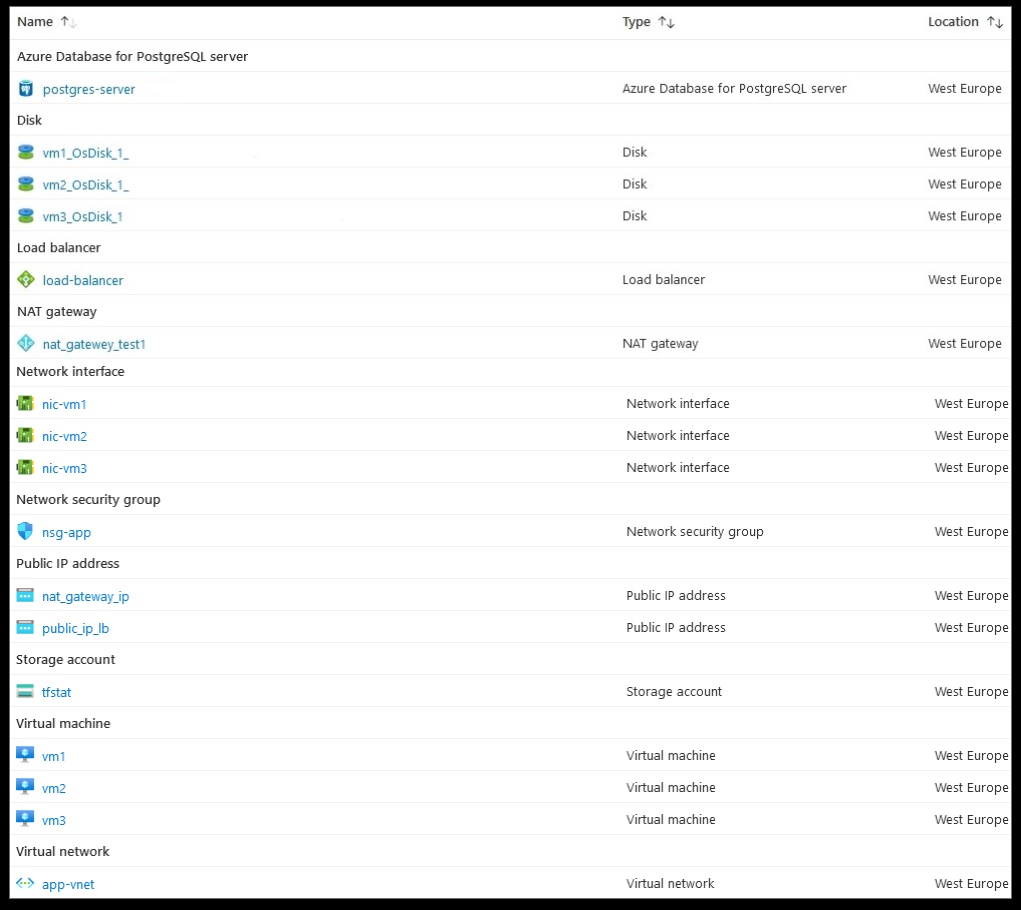 Name ↑↓ Type ↑↓ Location ↑↓
Azure Database for PostgreSQL server
postgres-server Azure Database for PostgreSQL server West Europe
Disk
vm1_OsDisk_1_ Disk West Europe
vm2_OsDisk_1_ Disk West Europe
vm3_OsDisk_1 Disk West Europe
Load balancer
load-balancer Load balancer West Europe
NAT gateway
nat_gatewey_test1 NAT gateway West Europe
Network interface
nic-vm1 Network interface West Europe
nic-vm2 Network interface West Europe
nic-vm3 Network interface West Europe
Network security group
nsg-app Network security group West Europe
Public IP address
nat_gateway_ip Public IP address West Europe
public_ip_lb Public IP address West Europe
Storage account
tfstat Storage account West Europe
Virtual machine
vm1 Virtual machine West Europe
vm2 Virtual machine West Europe
vm3 Virtual machine West Europe
Virtual network
app-vnet Virtual network West Europe